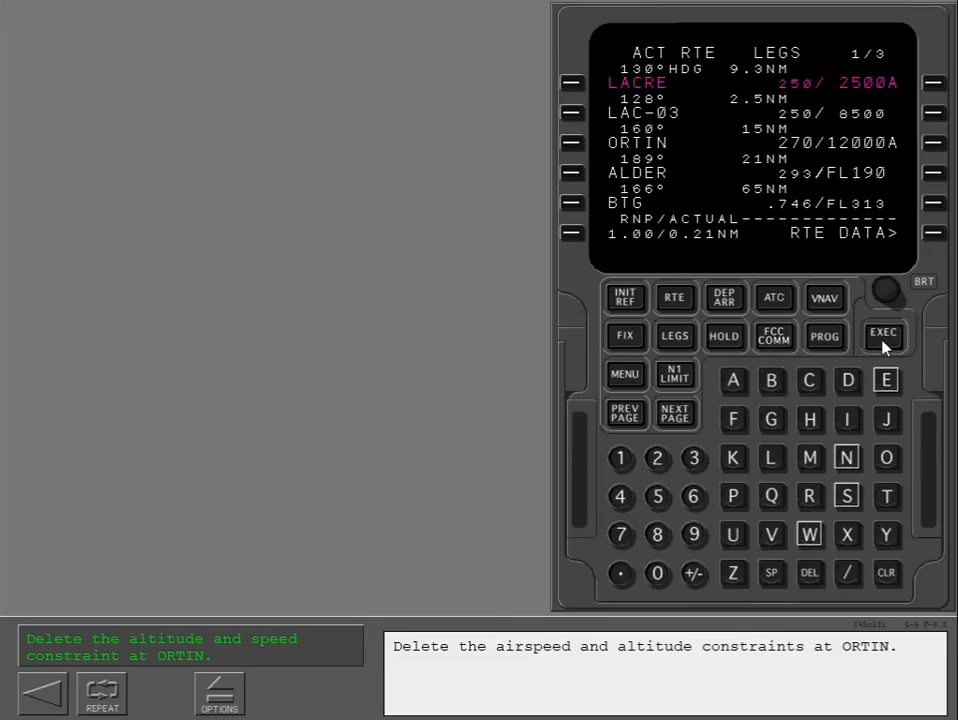 ACT RTE LEGS 1/3
130°HDG 9.3NM
LACRE 250/ 2500A
128° 2.5NM
LAC-03 250/ 8500
160° 15NM
ORTIN 270/12000A
189° 21NM
ALDER 293/FL190
166° 65NM
BTG .746/FL313
RNP/ACTUAL-------------
1.00/0.21NM RTE DATA>
BRT
INIT REF RTE DEP ARR ATC VNAV
FIX LEGS HOLD FCC COMM PROG EXEC
MENU N1 LIMIT
PREV PAGE NEXT PAGE
A B C D E
F G H I J
1 2 3 K L M N O
4 5 6 P Q R S T
7 8 9 U V W X Y
. 0 +/- Z SP DEL / CLR
Delete the altitude and speed
constraint at ORTIN.
REPEAT
OPTIONS
Delete the airspeed and altitude constraints at ORTIN.